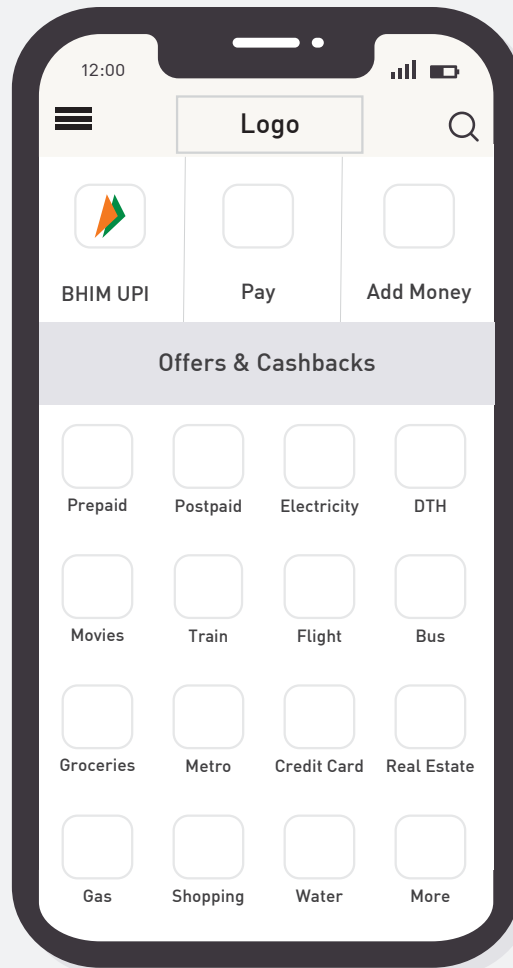 12:00
Logo
BHIM UPI Pay Add Money
Offers & Cashbacks
Prepaid Postpaid Electricity DTH
Movies Train Flight Bus
Groceries Metro Credit Card Real Estate
Gas Shopping Water More